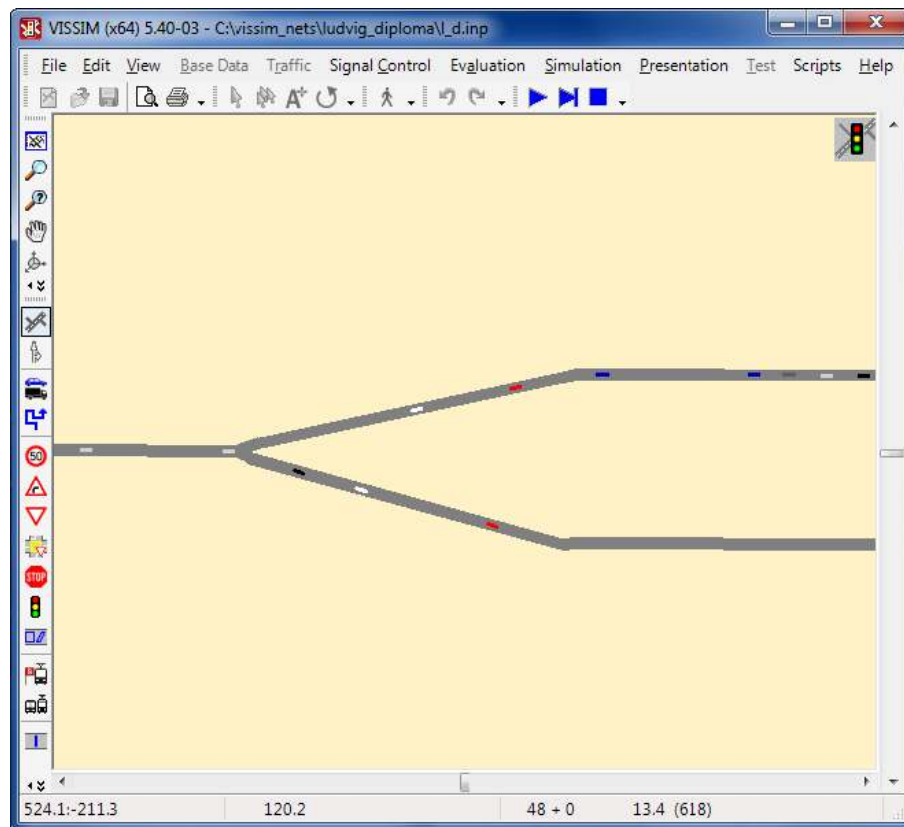 VISSIM (x64) 5.40-03 - C:\vissim_nets\ludvig_diploma\l_d.inp
File Edit View Base Data Traffic Signal Control Evaluation Simulation Presentation Test Scripts Help
50
STOP
524.1:-211.3 120.2 48 + 0 13.4 (618)